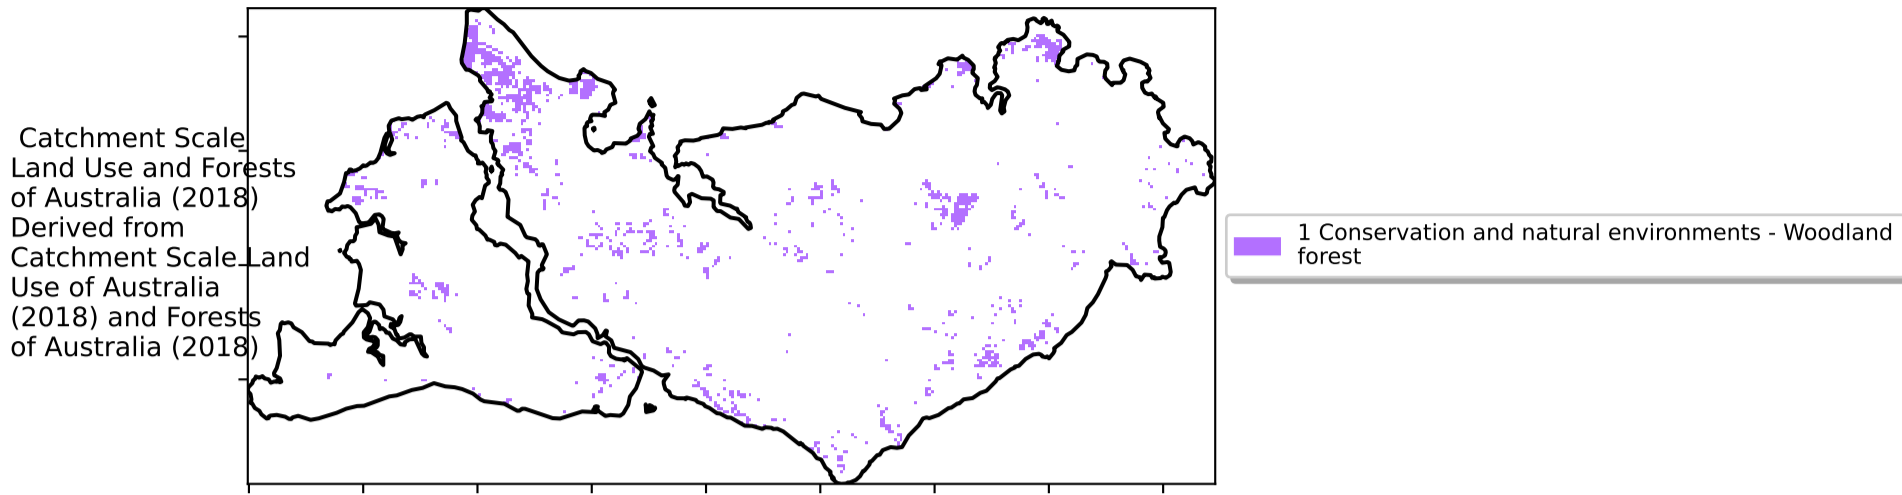 Catchment Scale
Land Use and Forests
of Australia (2018)
Derived from
Catchment Scale Land
Use of Australia
(2018) and Forests
of Australia (2018)
1 Conservation and natural environments - Woodland
forest